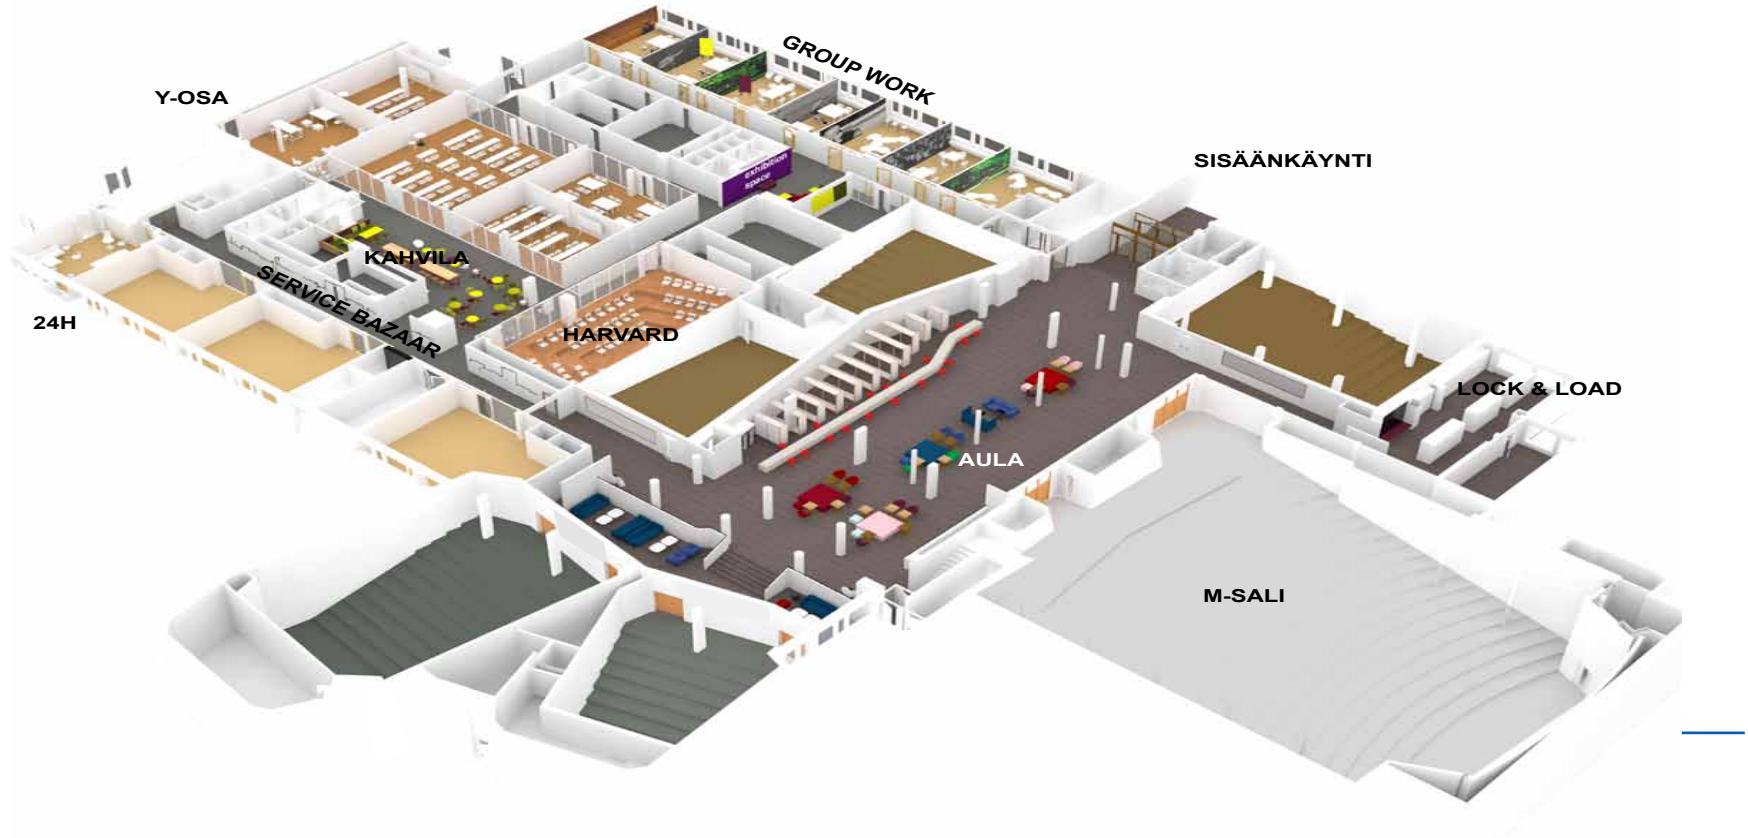 GROUP WORK
Y-OSA
SISÄÄNKÄYNTI
exhibition
space
KAHVILA
SERVICE BAZAAR
24H
HARVARD
LOCK & LOAD
AULA
M-SALI